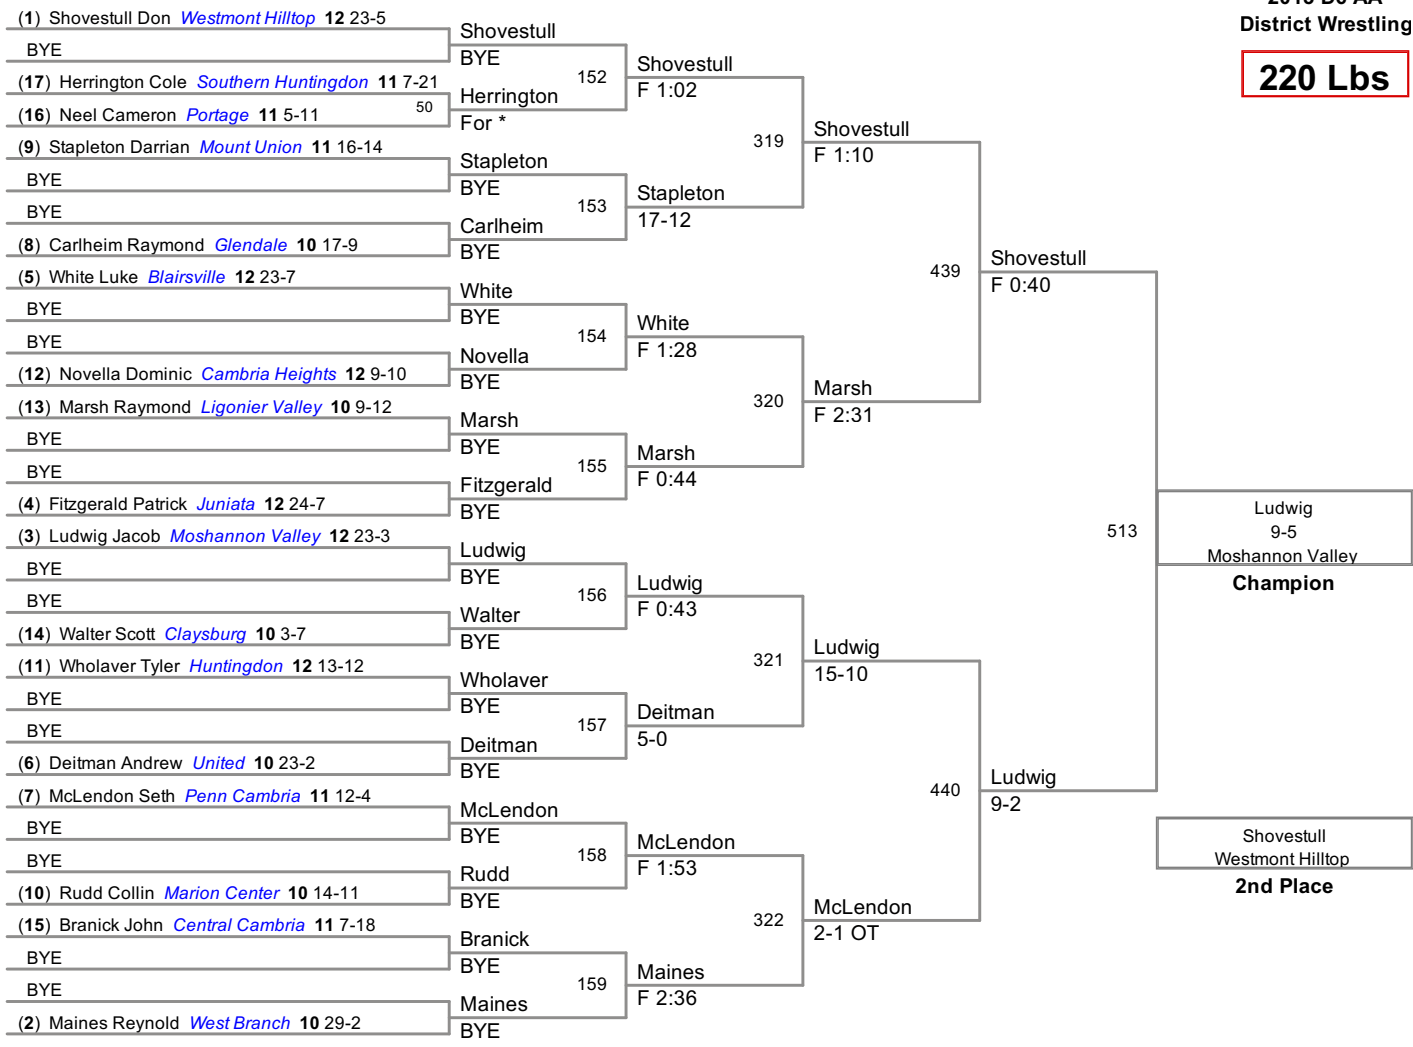 2018 D6 AA
District Wrestling
220 Lbs
(1) Shovestull Don Westmont Hilltop 12 23-5
BYE
(17) Herrington Cole Southern Huntingdon 11 7-21
(16) Neel Cameron Portage 11 5-11
(9) Stapleton Darrian Mount Union 11 16-14
BYE
BYE
(8) Carlheim Raymond Glendale 10 17-9
(5) White Luke Blairsville 12 23-7
BYE
BYE
(12) Novella Dominic Cambria Heights 12 9-10
(13) Marsh Raymond Ligonier Valley 10 9-12
BYE
BYE
(4) Fitzgerald Patrick Juniata 12 24-7
(3) Ludwig Jacob Moshannon Valley 12 23-3
BYE
BYE
(14) Walter Scott Claysburg 10 3-7
(11) Wholaver Tyler Huntingdon 12 13-12
BYE
BYE
(6) Deitman Andrew United 10 23-2
(7) McLendon Seth Penn Cambria 11 12-4
BYE
BYE
(10) Rudd Collin Marion Center 10 14-11
(15) Branick John Central Cambria 11 7-18
BYE
BYE
(2) Maines Reynold West Branch 10 29-2
50
Shovestull
BYE
Herrington
For *
Stapleton
BYE
Carlheim
BYE
White
BYE
Novella
BYE
Marsh
BYE
Fitzgerald
BYE
Ludwig
BYE
Walter
BYE
Wholaver
BYE
Deitman
BYE
McLendon
BYE
Rudd
BYE
Branick
BYE
Maines
BYE
152
153
154
155
156
157
158
159
Shovestull
F 1:02
Stapleton
17-12
White
F 1:28
Marsh
F 0:44
Ludwig
F 0:43
Deitman
5-0
McLendon
F 1:53
Maines
F 2:36
319
320
321
322
Shovestull
F 1:10
Marsh
F 2:31
Ludwig
15-10
McLendon
2-1 OT
439
440
Shovestull
F 0:40
Ludwig
9-2
513
Ludwig
9-5
Moshannon Valley
Champion
Shovestull
Westmont Hilltop
2nd Place